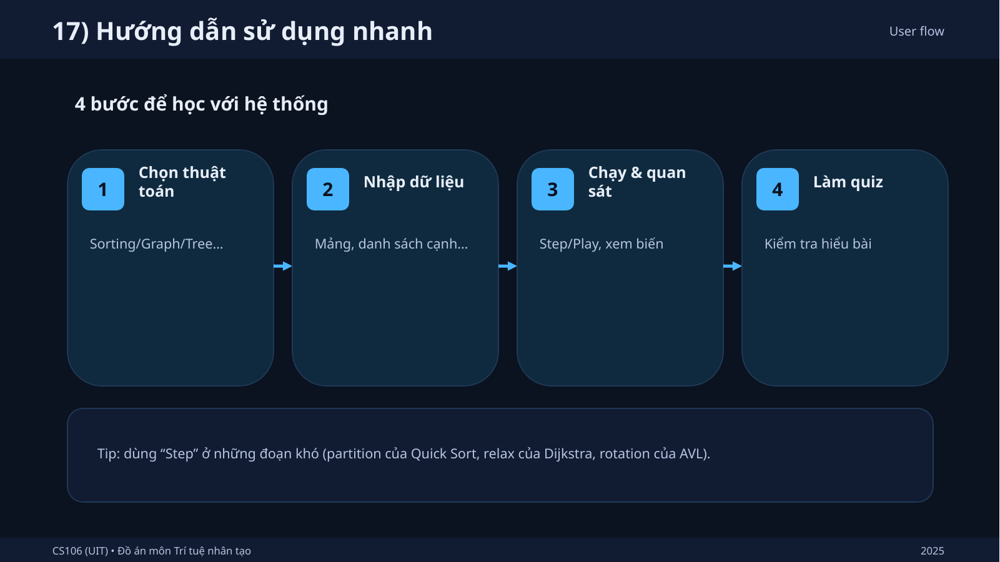 17) Hướng dẫn sử dụng nhanh
User flow
4 bước để học với hệ thống
1
Chọn thuật
toán
Sorting/Graph/Tree...
2
Nhập dữ liệu
Mảng, danh sách cạnh...
3
Chạy & quan
sát
Step/Play, xem biến
4
Làm quiz
Kiểm tra hiểu bài
Tip: dùng “Step” ở những đoạn khó (partition của Quick Sort, relax của Dijkstra, rotation của AVL).
CS106 (UIT) • Đồ án môn Trí tuệ nhân tạo
2025